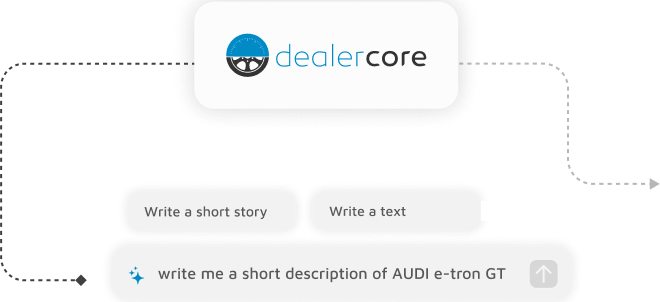 dealercore
Write a short story
Write a text
write me a short description of AUDI e-tron GT